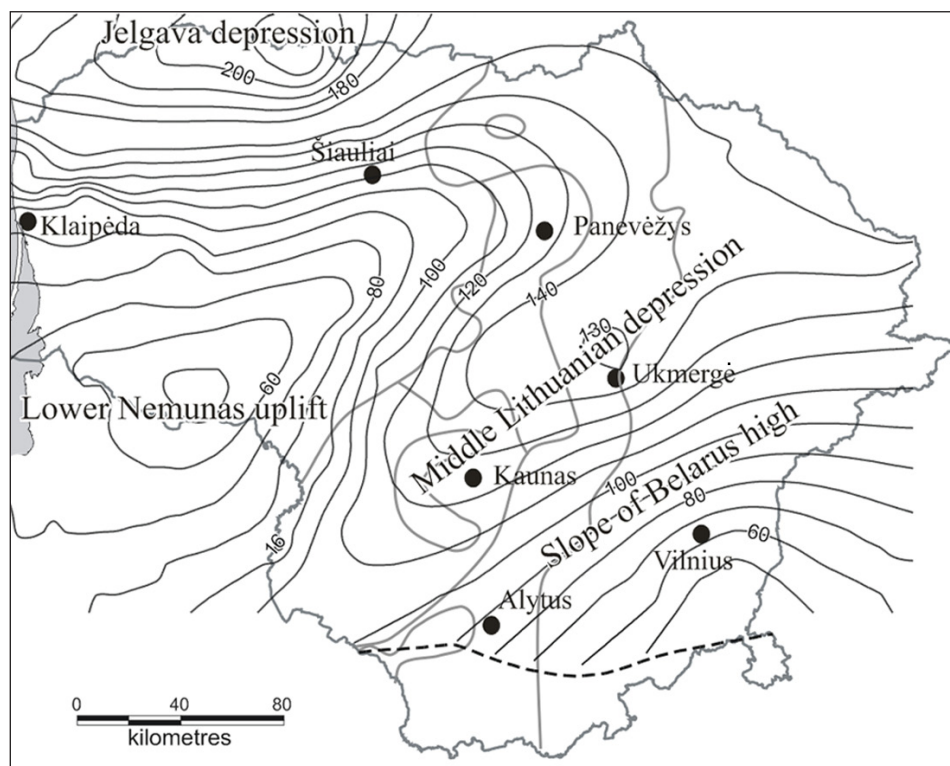 Jelgava depression
200
180
Šiauliai
Klaipėda
Panevėžys
80
100
120
140
130
Middle Lithuanian depression
Ukmergė
60
Lower Nemunas uplift
Kaunas
100
80
Slope of Belarus high
60
16
Vilnius
Alytus
0 40 80
kilometres